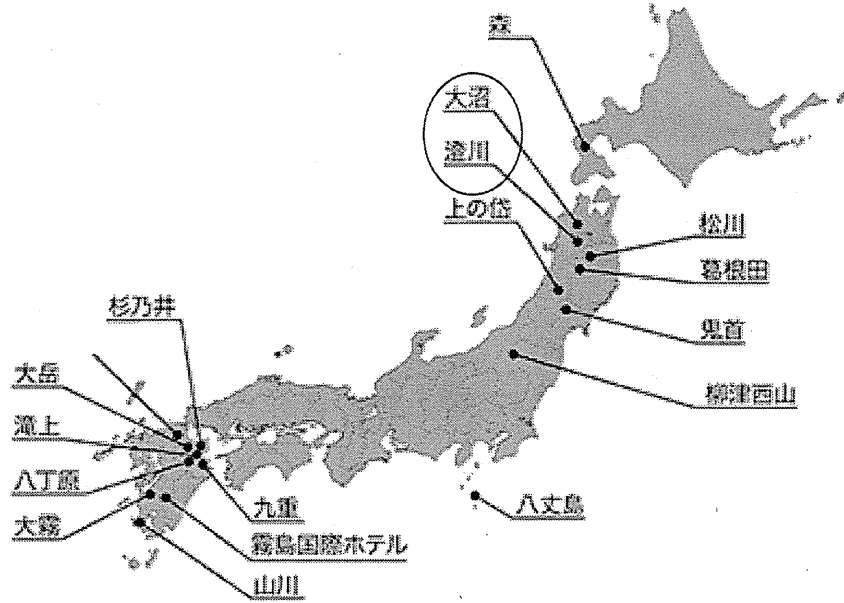 森
大沼
澄川
上の岱
松川
葛根田
鬼首
柳津西山
杉乃井
大岳
滝上
八丁原
大霧
九重
霧島国際ホテル
山川
八丈島